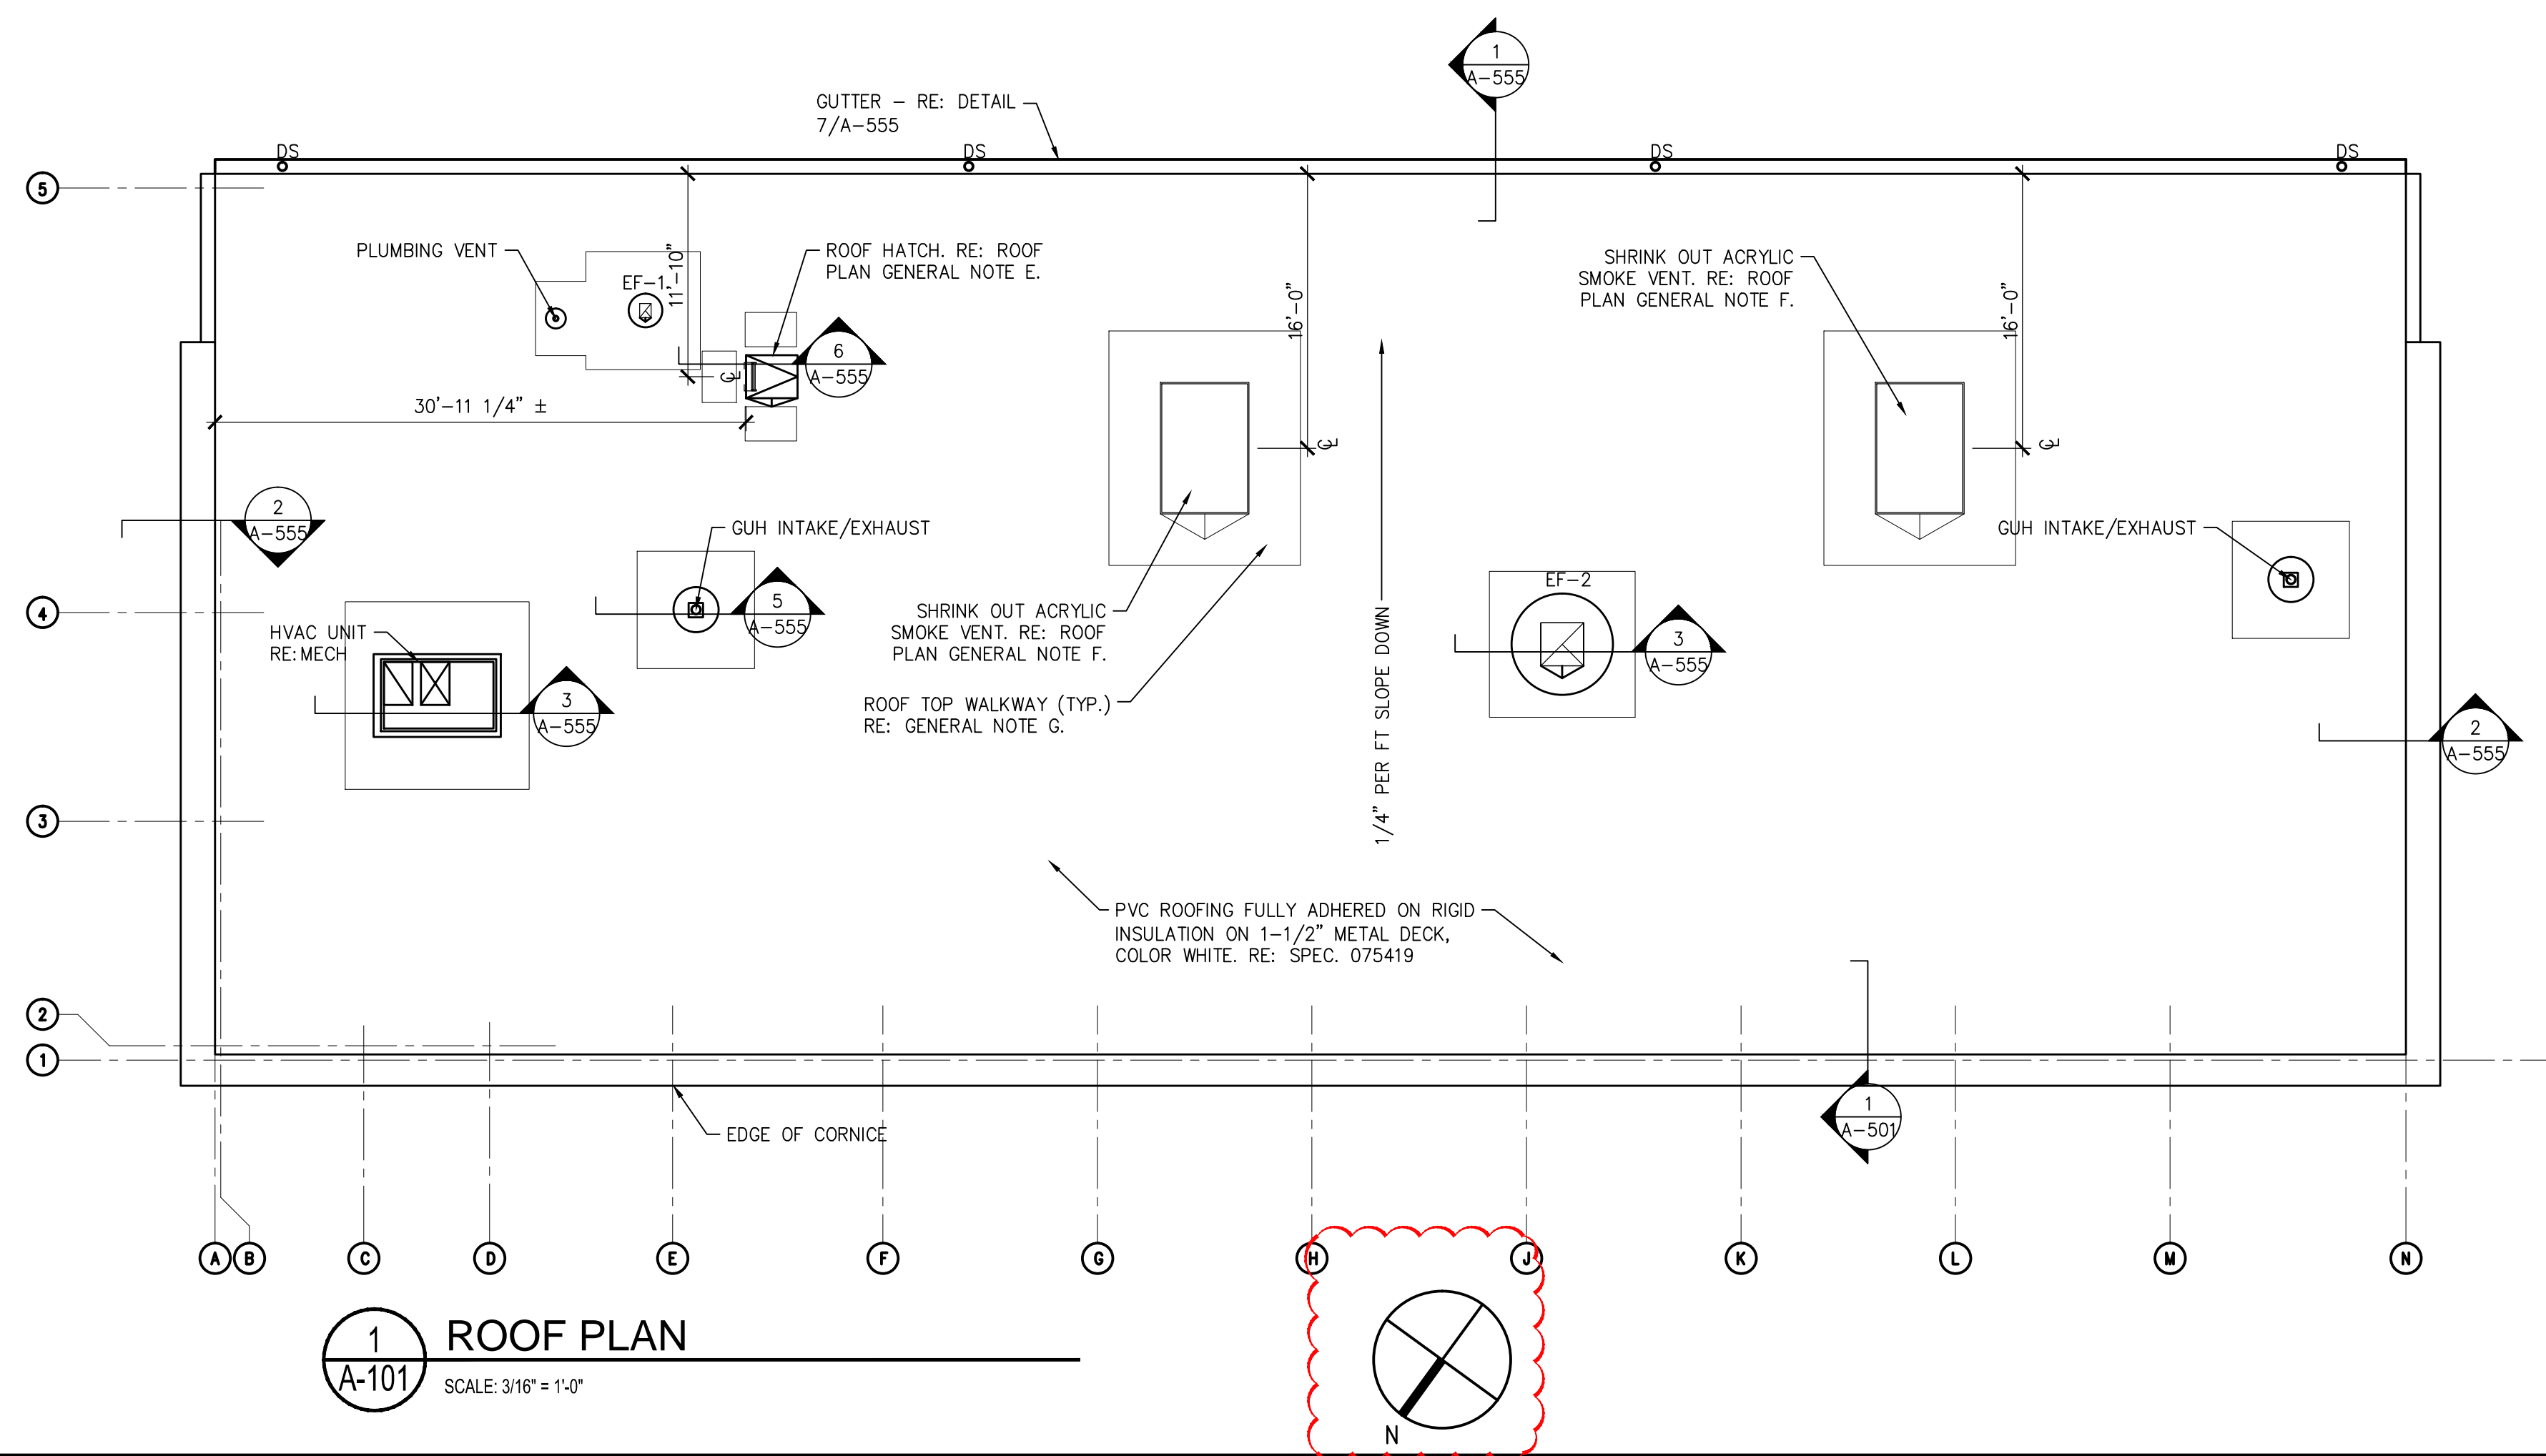 1
A-555
GUTTER – RE: DETAIL
7/A-555
DS
DS
DS
DS
5
PLUMBING VENT
EF-1
11'-10"
ROOF HATCH. RE: ROOF
PLAN GENERAL NOTE E.
16'-0"
SHRINK OUT ACRYLIC
SMOKE VENT. RE: ROOF
PLAN GENERAL NOTE F.
16'-0"
6
A-555
CL
30'-11 1/4" ±
CL
CL
2
A-555
GUH INTAKE/EXHAUST
GUH INTAKE/EXHAUST
4
5
A-555
EF-2
HVAC UNIT
RE: MECH
SHRINK OUT ACRYLIC
SMOKE VENT. RE: ROOF
PLAN GENERAL NOTE F.
3
A-555
3
A-555
ROOF TOP WALKWAY (TYP.)
RE: GENERAL NOTE G.
1/4" PER FT SLOPE DOWN
2
A-555
3
PVC ROOFING FULLY ADHERED ON RIGID
INSULATION ON 1-1/2" METAL DECK,
COLOR WHITE. RE: SPEC. 075419
2
1
EDGE OF CORNICE
1
A-501
A B C D E F G H J K L M N
1
A-101
ROOF PLAN
SCALE: 3/16" = 1'-0"
N